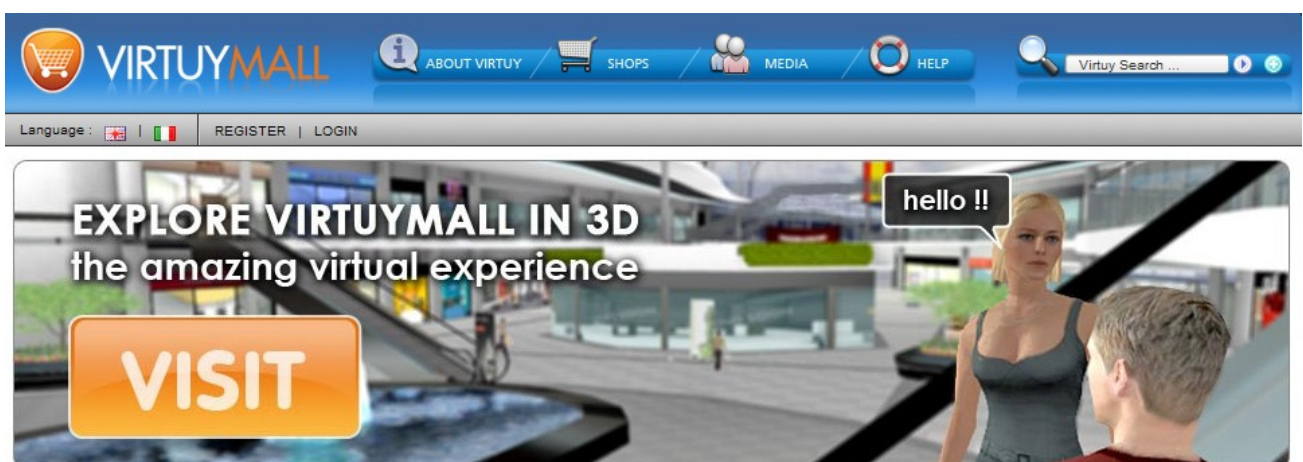 VIRTUYMALL
ABOUT VIRTUY
SHOPS
MEDIA
HELP
Virtuy Search ...
Language : | | REGISTER | LOGIN
EXPLORE VIRTUYMALL IN 3D
the amazing virtual experience
hello !!
VISIT